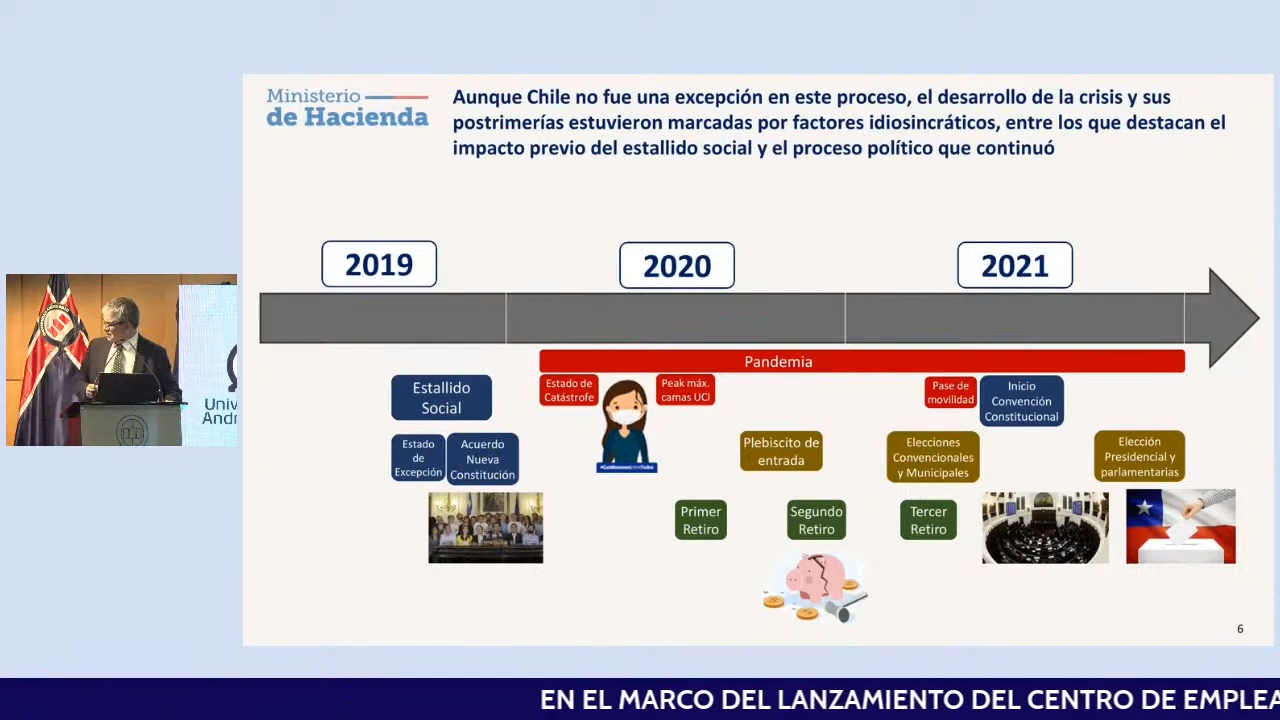 Ministerio
de Hacienda
Aunque Chile no fue una excepción en este proceso, el desarrollo de la crisis y sus
postrimerías estuvieron marcadas por factores idiosincráticos, entre los que destacan el
impacto previo del estallido social y el proceso político que continuó
2019
2020
2021
Pandemia
Estallido
Social
Estado de
Catástrofe
Peak máx.
camas UCI
Pase de
movilidad
Inicio
Convención
Constitucional
Estado
de
Excepción
Acuerdo
Nueva
Constitución
Plebiscito de
entrada
Elecciones
Convencionales
y Municipales
Elección
Presidencial y
parlamentarias
Primer
Retiro
Segundo
Retiro
Tercer
Retiro
Univ
Andr
6
EN EL MARCO DEL LANZAMIENTO DEL CENTRO DE EMPLEA